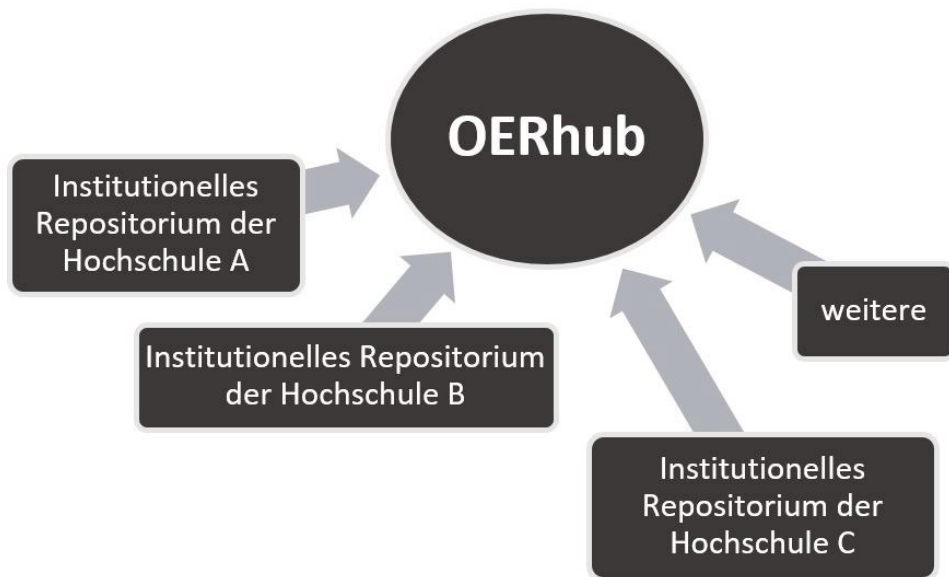 OERhub
Institutionelles
Repositorium der
Hochschule A
Institutionelles Repositorium
der Hochschule B
weitere
Institutionelles
Repositorium der
Hochschule C